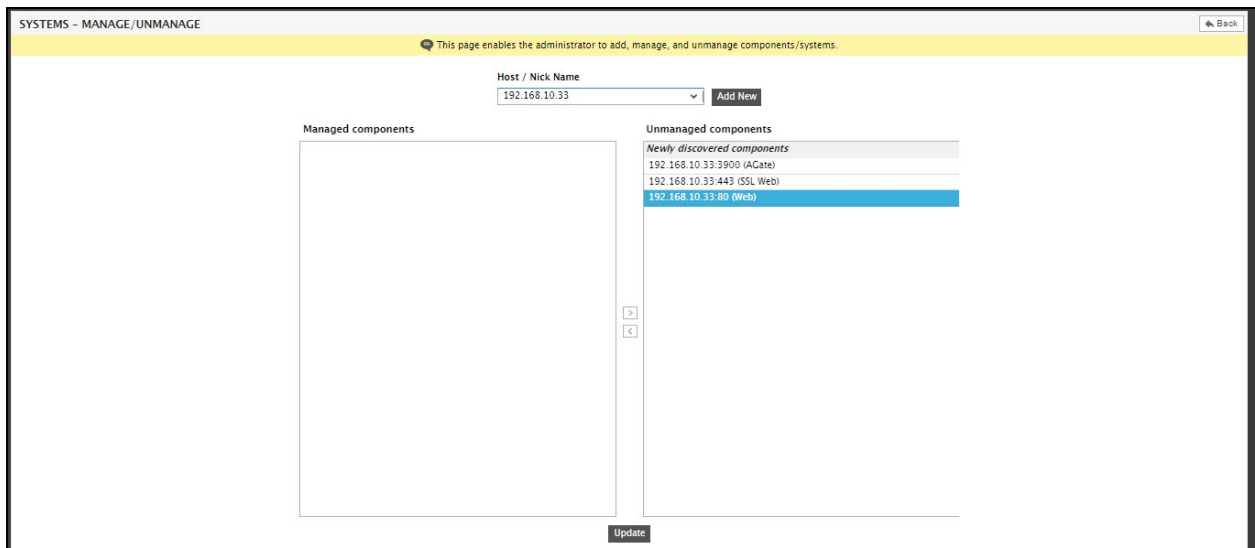 SYSTEMS – MANAGE/UNMANAGE
Back
This page enables the administrator to add, manage, and unmanage components/systems.
Host / Nick Name
192.168.10.33
Add New
Managed components
Unmanaged components
Newly discovered components
192.168.10.33:3900 (AGate)
192.168.10.33:443 (SSL Web)
192.168.10.33:80 (Web)
>
<
Update